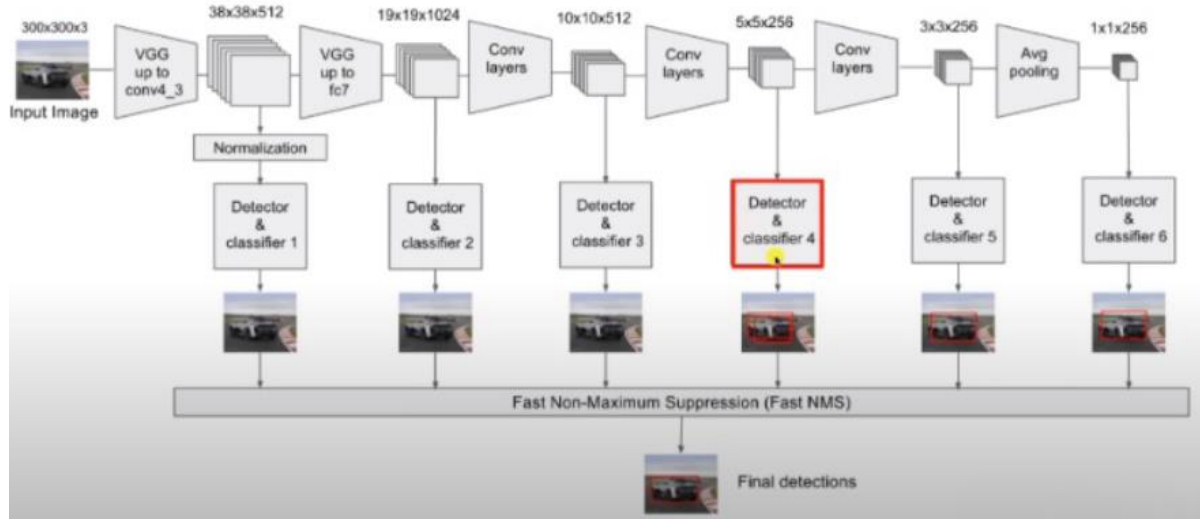 300x300x3
38x38x512
19x19x1024
10x10x512
5x5x256
3x3x256
1x1x256
Input Image
VGG
up to
conv4_3
VGG
up to
fc7
Conv
layers
Conv
layers
Conv
layers
Avg
pooling
Normalization
Detector
&
classifier 1
Detector
&
classifier 2
Detector
&
classifier 3
Detector
&
classifier 4
Detector
&
classifier 5
Detector
&
classifier 6
Fast Non-Maximum Suppression (Fast NMS)
Final detections